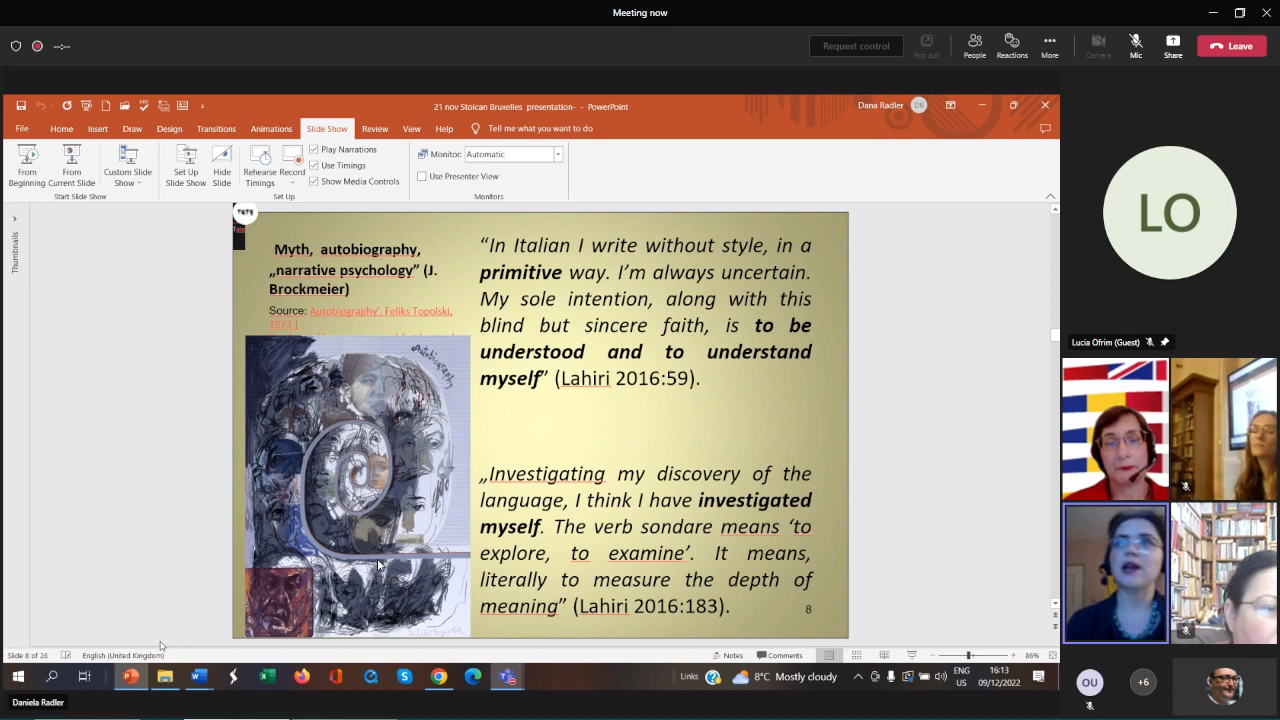 Meeting now
--:--
Request control
Pop out
People
Reactions
More
Camera
Mic
Share
Leave
21 nov Stoican Bruxelles presentation- - PowerPoint
Dana Radler
DR
File
Home
Insert
Draw
Design
Transitions
Animations
Slide Show
Review
View
Help
Tell me what you want to do
From Beginning
From Current Slide
Custom Slide Show
Set Up Slide Show
Hide Slide
Rehearse Timings
Record
Play Narrations
Use Timings
Show Media Controls
Monitor: Automatic
Use Presenter View
Start Slide Show
Set Up
Monitors
Thumbnails
TATE
Myth, autobiography,
„narrative psychology” (J.
Brockmeier)
Source: Autobiography', Feliks Topolski,
1973 |
Autobiography
“In Italian I write without style, in a
primitive way. I’m always uncertain.
My sole intention, along with this
blind but sincere faith, is to be
understood and to understand
myself” (Lahiri 2016:59).
„Investigating my discovery of the
language, I think I have investigated
myself. The verb sondare means ‘to
explore, to examine’. It means,
literally to measure the depth of
meaning” (Lahiri 2016:183).
8
LO
Lucia Ofrim (Guest)
OU
+6
Slide 8 of 26
English (United Kingdom)
Notes
Comments
86%
Links
8°C Mostly cloudy
ENG
US
16:13
09/12/2022
Daniela Radler